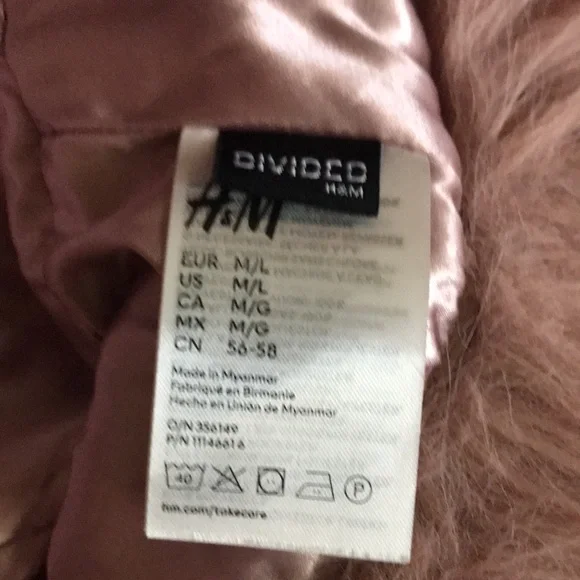 DIVIDED
H&M
H&M
EUR M/L
US M/L
CA M/G
MX M/G
CN 56-58
Made in Myanmar
Fabriqué en Birmanie
Hecho en Unión de Myanmar
O/N 356149
P/N 1114661 6
40
P
hm.com/takecare